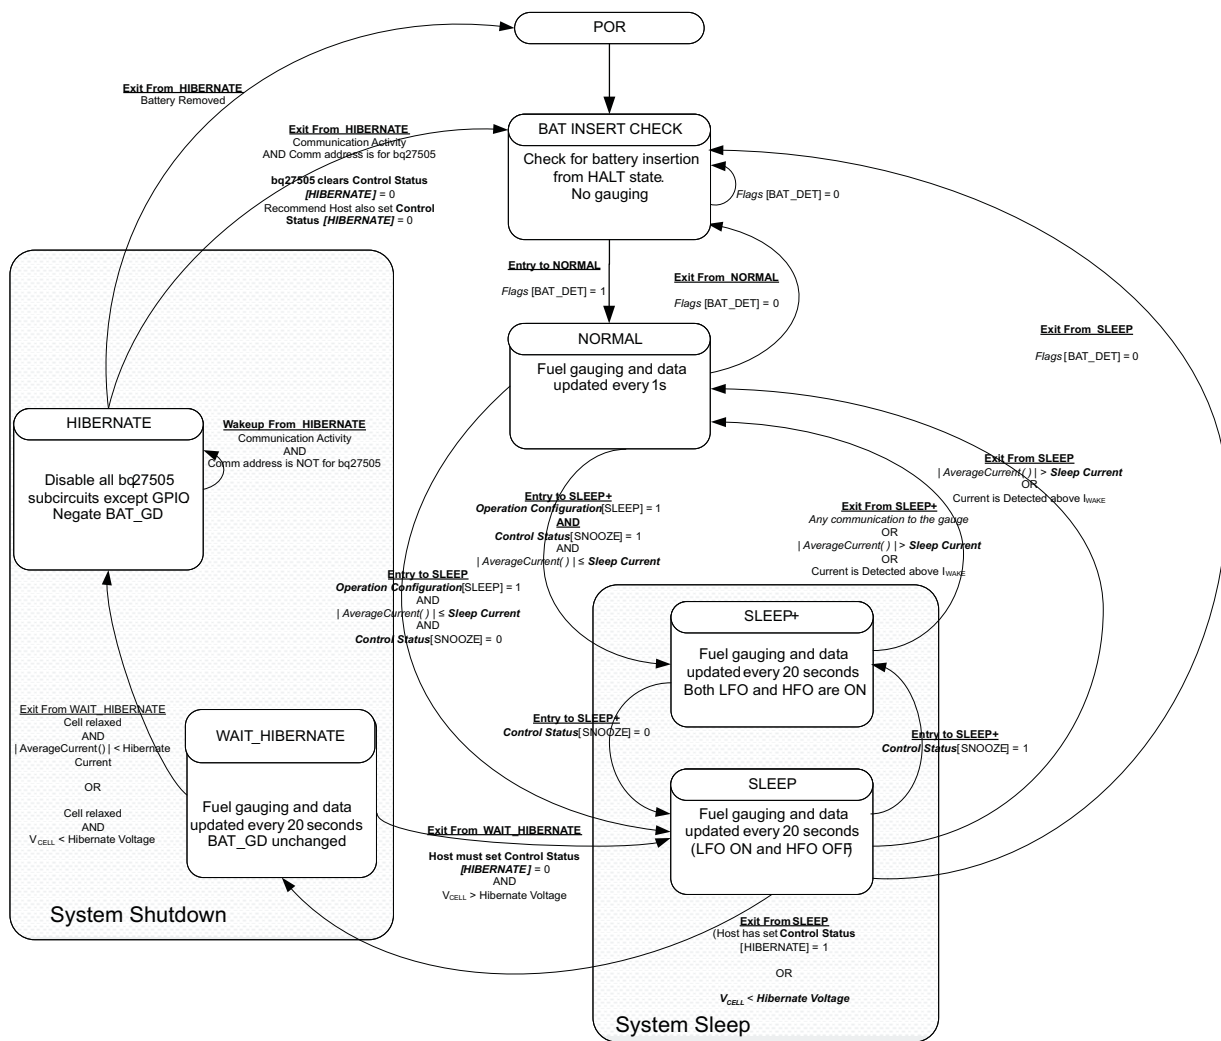 POR
Exit From HIBERNATE
Battery Removed
Exit From HIBERNATE
Communication Activity
AND Comm address is for bq27505
bq27505 clears Control Status
[HIBERNATE] = 0
Recommend Host also set Control
Status [HIBERNATE] = 0
BAT INSERT CHECK
Check for battery insertion
from HALT state.
No gauging
Flags [BAT_DET] = 0
Entry to NORMAL
Flags [BAT_DET] = 1
Exit From NORMAL
Flags [BAT_DET] = 0
Exit From SLEEP
Flags [BAT_DET] = 0
NORMAL
Fuel gauging and data
updated every 1s
HIBERNATE
Disable all bq27505
subcircuits except GPIO
Negate BAT_GD
Wakeup From HIBERNATE
Communication Activity
AND
Comm address is NOT for bq27505
Exit From SLEEP
| AverageCurrent( ) | > Sleep Current
OR
Current is Detected above IWAKE
Entry to SLEEP+
Operation Configuration[SLEEP] = 1
AND
Control Status[SNOOZE] = 1
AND
| AverageCurrent( ) | ≤ Sleep Current
Exit From SLEEP+
Any communication to the gauge
OR
| AverageCurrent( ) | > Sleep Current
OR
Current is Detected above IWAKE
Entry to SLEEP
Operation Configuration[SLEEP] = 1
AND
| AverageCurrent( ) | ≤ Sleep Current
AND
Control Status[SNOOZE] = 0
SLEEP+
Fuel gauging and data
updated every 20 seconds
Both LFO and HFO are ON
Entry to SLEEP+
Control Status[SNOOZE] = 0
Entry to SLEEP+
Control Status[SNOOZE] = 1
Exit From WAIT_HIBERNATE
Cell relaxed
AND
| AverageCurrent() | < Hibernate
Current
OR
Cell relaxed
AND
VCELL < Hibernate Voltage
WAIT_HIBERNATE
Fuel gauging and data
updated every 20 seconds
BAT_GD unchanged
SLEEP
Fuel gauging and data
updated every 20 seconds
(LFO ON and HFO OFF)
Exit From WAIT_HIBERNATE
Host must set Control Status
[HIBERNATE] = 0
AND
VCELL > Hibernate Voltage
System Shutdown
Exit From SLEEP
(Host has set Control Status
[HIBERNATE] = 1
OR
VCELL < Hibernate Voltage
System Sleep